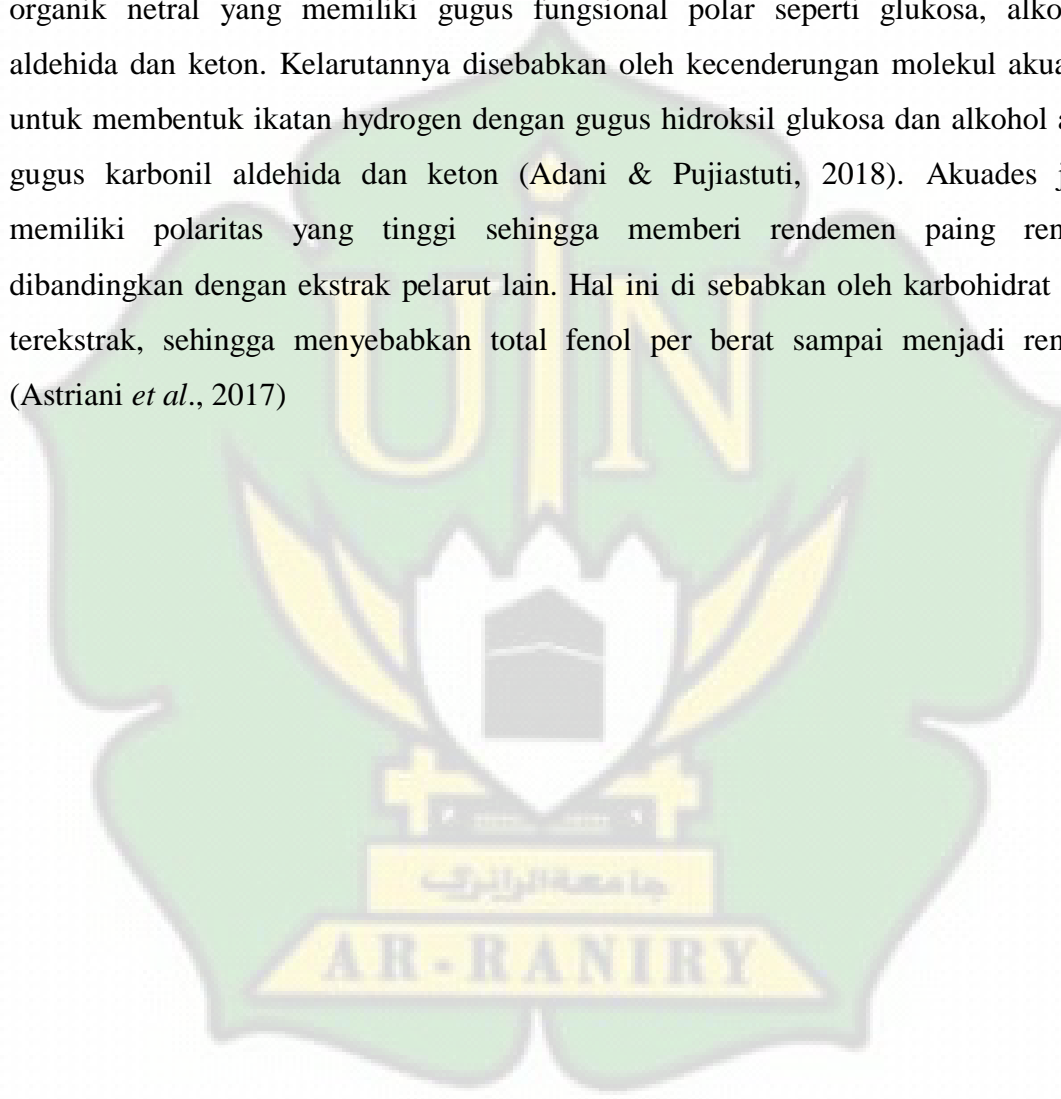 organik netral yang memiliki gugus fungsional polar seperti glukosa, alko
aldehida dan keton. Kelarutannya disebabkan oleh kecenderungan molekul akua
untuk membentuk ikatan hydrogen dengan gugus hidroksil glukosa dan alkohol a
gugus karbonil aldehida dan keton (Adani & Pujiastuti, 2018). Akuades j
memiliki polaritas yang tinggi sehingga memberi rendemen paing ren
dibandingkan dengan ekstrak pelarut lain. Hal ini di sebabkan oleh karbohidrat
terekstrak, sehingga menyebabkan total fenol per berat sampai menjadi ren
(Astriani et al., 2017)
UIN
جامعة الرانري
AR-RANIRY